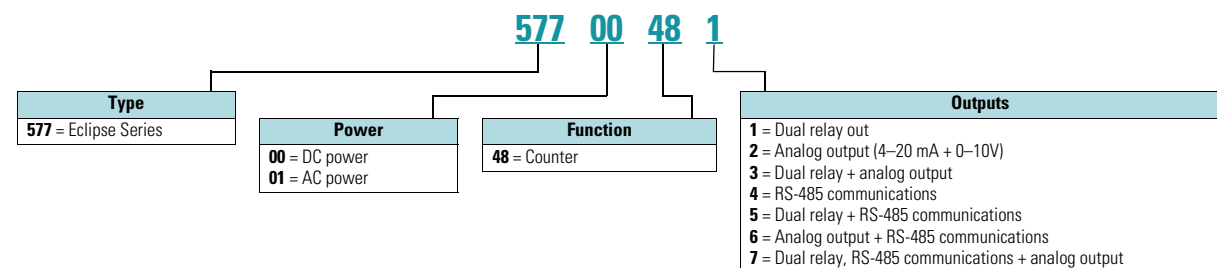 577 00 48 1
Type
577 = Eclipse Series
Power
00 = DC power
01 = AC power
Function
48 = Counter
Outputs
1 = Dual relay out
2 = Analog output (4–20 mA + 0–10V)
3 = Dual relay + analog output
4 = RS-485 communications
5 = Dual relay + RS-485 communications
6 = Analog output + RS-485 communications
7 = Dual relay, RS-485 communications + analog output